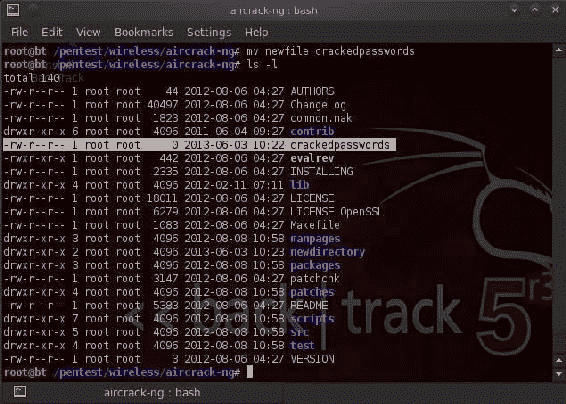 aircrack-ng : bash
File Edit View Bookmarks Settings Help
root@bt:/pentest/wireless/aircrack-ng# mv newfile crackedpasswords
root@bt:/pentest/wireless/aircrack-ng# ls -l
total 140
-rw-r--r-- 1 root root 44 2012-08-06 04:27 AUTHORS
-rw-r--r-- 1 root root 40497 2012-08-06 04:27 ChangeLog
-rw-r--r-- 1 root root 1823 2012-08-06 04:27 common.mak
drwxr-xr-x 6 root root 4096 2011-06-04 09:27 contrib
-rw-r--r-- 1 root root 0 2013-06-03 10:22 crackedpasswords
-rwxr-xr-x 1 root root 442 2012-08-06 04:27 evalrev
-rw-r--r-- 1 root root 2336 2012-08-06 04:27 INSTALLING
drwxr-xr-x 4 root root 4096 2012-02-11 07:11 lib
-rw-r--r-- 1 root root 2012-08-06 04:27 LICENSE
-rw-r--r-- 1 root root 6279 2012-08-06 04:27 LICENSE.OpenSSL
-rw-r--r-- 1 root root 2012-08-06 04:27 Makefile
drwxr-xr-x 3 root root 4096 2012-08-08 10:58 manpages
drwxr-xr-x 2 root root 4096 2013-06-03 10:23 newdirectory
drwxr-xr-x 3 root root 4096 2012-08-08 10:58 packages
-rw-r--r-- 1 root root 3147 2012-08-06 04:27 patchchk
drwxr-xr-x 4 root root 4096 2012-08-08 10:58 patches
-rw-r--r-- 1 root root 2012-08-06 04:27 README
drwxr-xr-x 7 root root 4096 2012-08-08 10:58 scripts
drwxr-xr-x 5 root root 4096 2012-08-08 10:58 src
drwxr-xr-x 4 root root 4096 2012-08-08 10:58 test
-rw-r--r-- 1 root root 3 2012-08-06 04:27 VERSION
root@bt:/pentest/wireless/aircrack-ng#
<< back | track 5 r3
aircrack-ng : bash